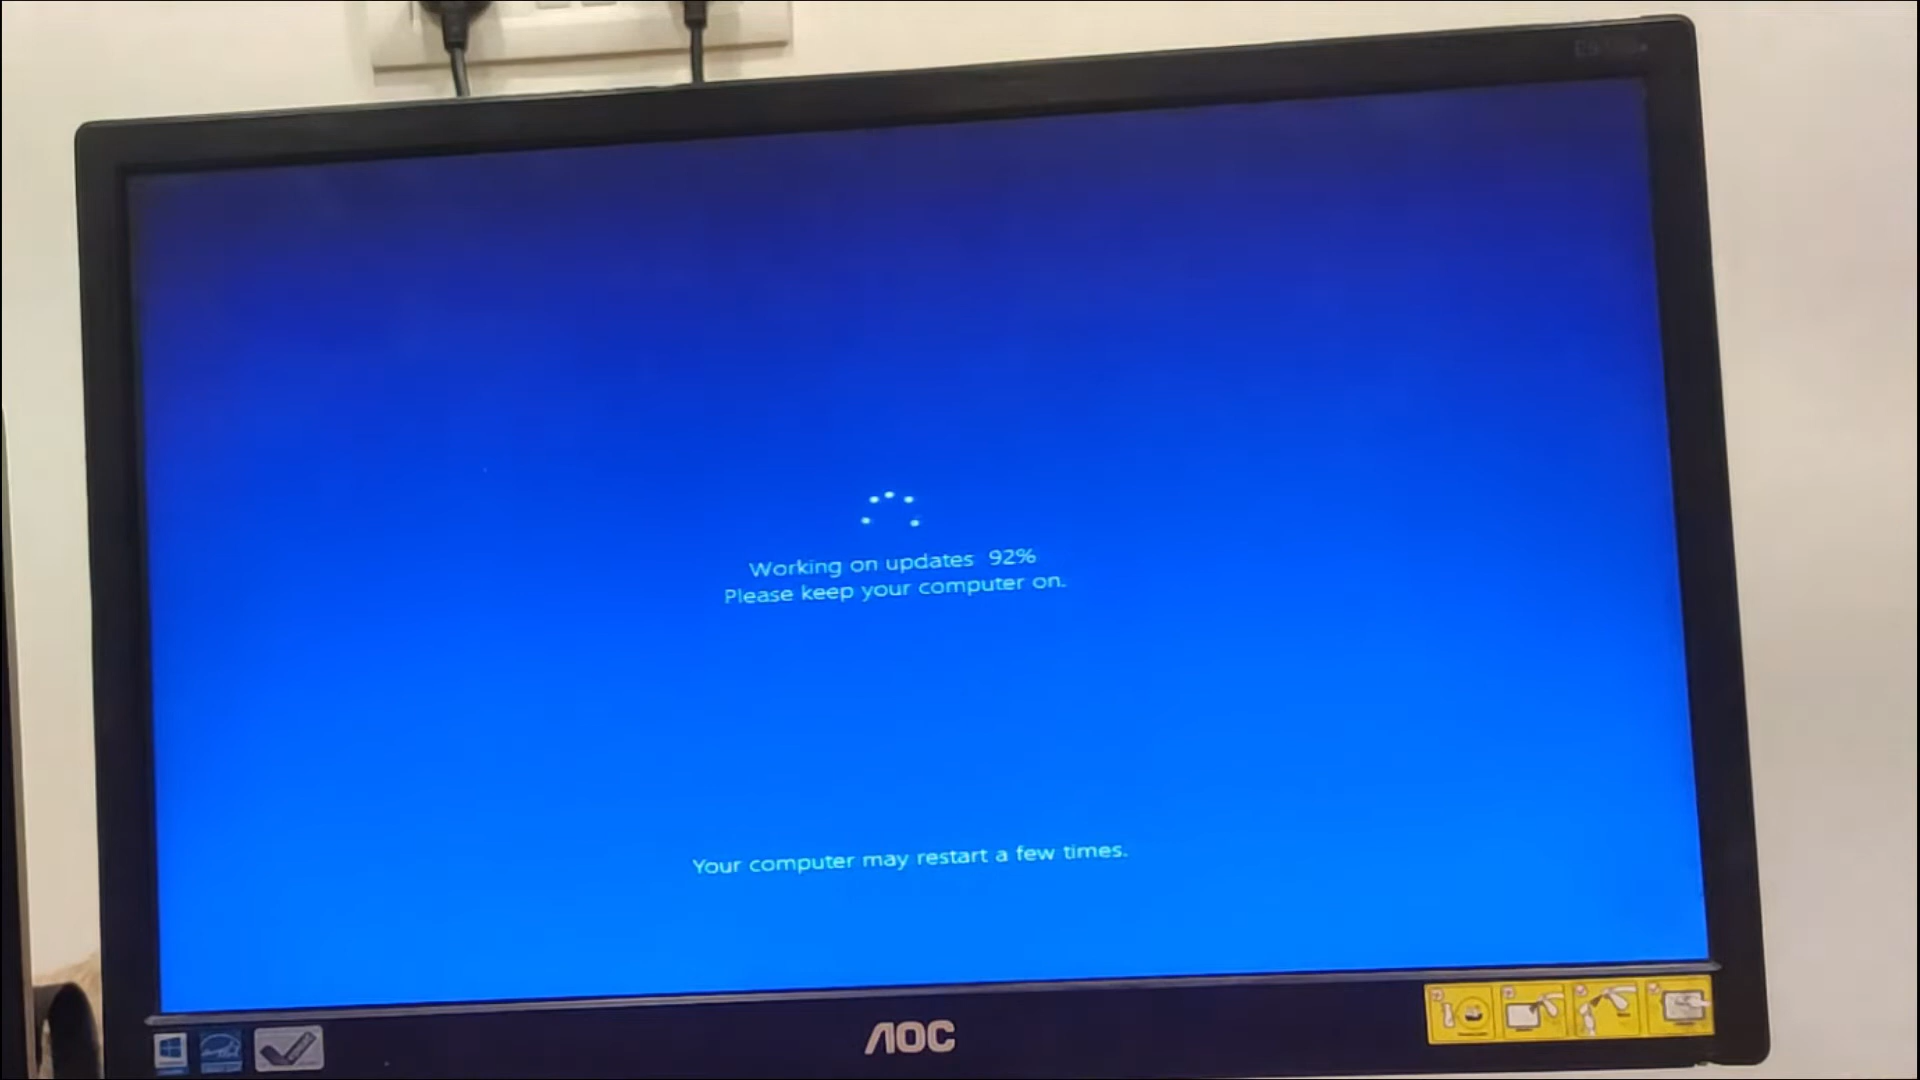 Working on updates 92%
Please keep your computer on.
Your computer may restart a few times.
AOC